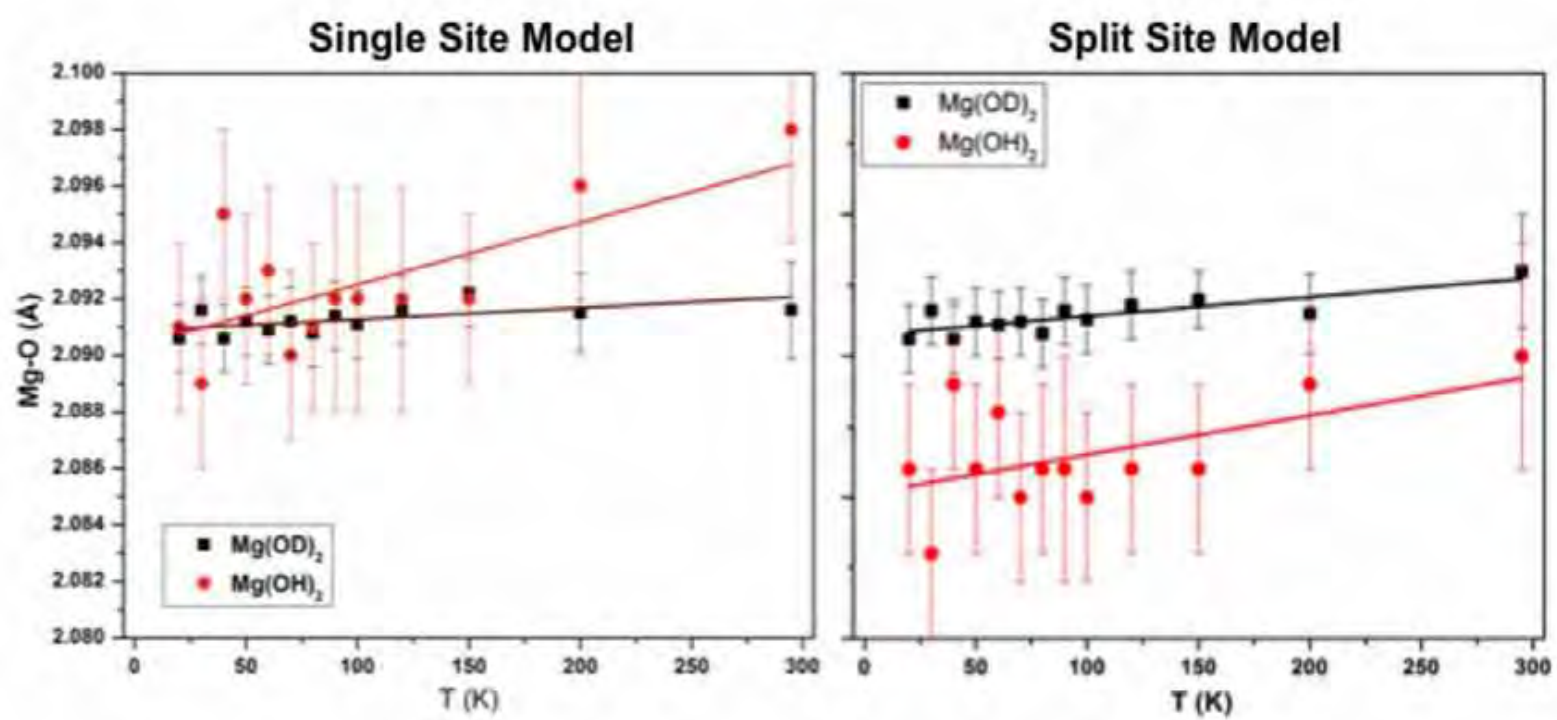 Single Site Model
Split Site Model
Mg-O (Å)
2.100
2.098
2.096
2.094
2.092
2.090
2.088
2.086
2.084
2.082
2.080
Mg(OD)₂
Mg(OH)₂
0 50 100 150 200 250 300
T (K)
Mg(OD)₂
Mg(OH)₂
0 50 100 150 200 250 300
T (K)